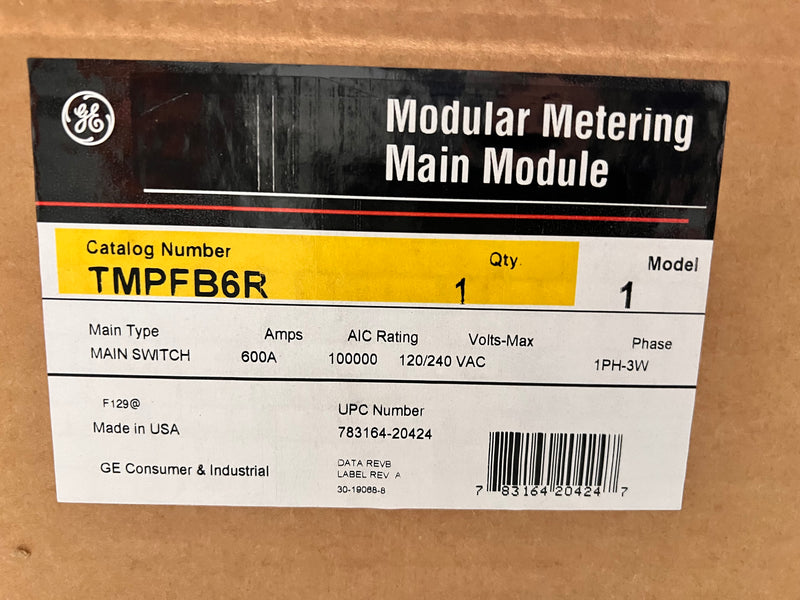 GE
Modular Metering
Main Module
Catalog Number Qty. Model
TMPFB6R 1 1
Main Type Amps AIC Rating Volts-Max Phase
MAIN SWITCH 600A 100000 120/240 VAC 1PH-3W
F129@
Made in USA
GE Consumer & Industrial
UPC Number
783164-20424
DATA REVB
LABEL REV A
30-19068-8
7 83164 20424 7